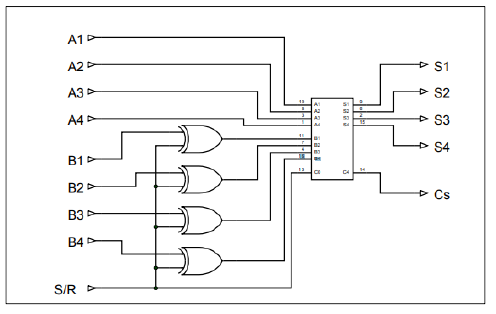 A1
A2
A3
A4
B1
B2
B3
B4
S/R
10 A1 S1 9
8 A2 S2 6
3 A3 S3 2
1 A4 S4 15
11 B1
7 B2
4 B3
16 B4
13 C0 C4 14
S1
S2
S3
S4
Cs